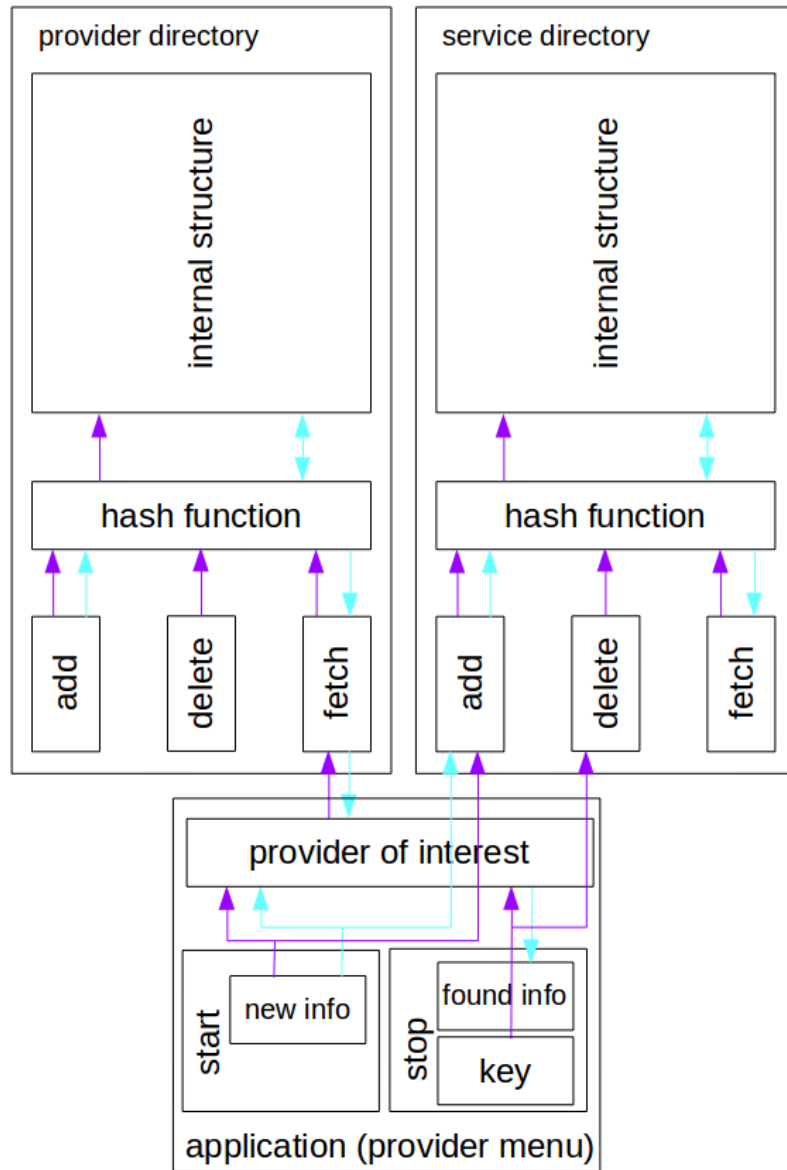 provider directory
service directory
internal structure
internal structure
hash function
hash function
add
delete
fetch
add
delete
fetch
provider of interest
start
new info
stop
found info
key
application (provider menu)